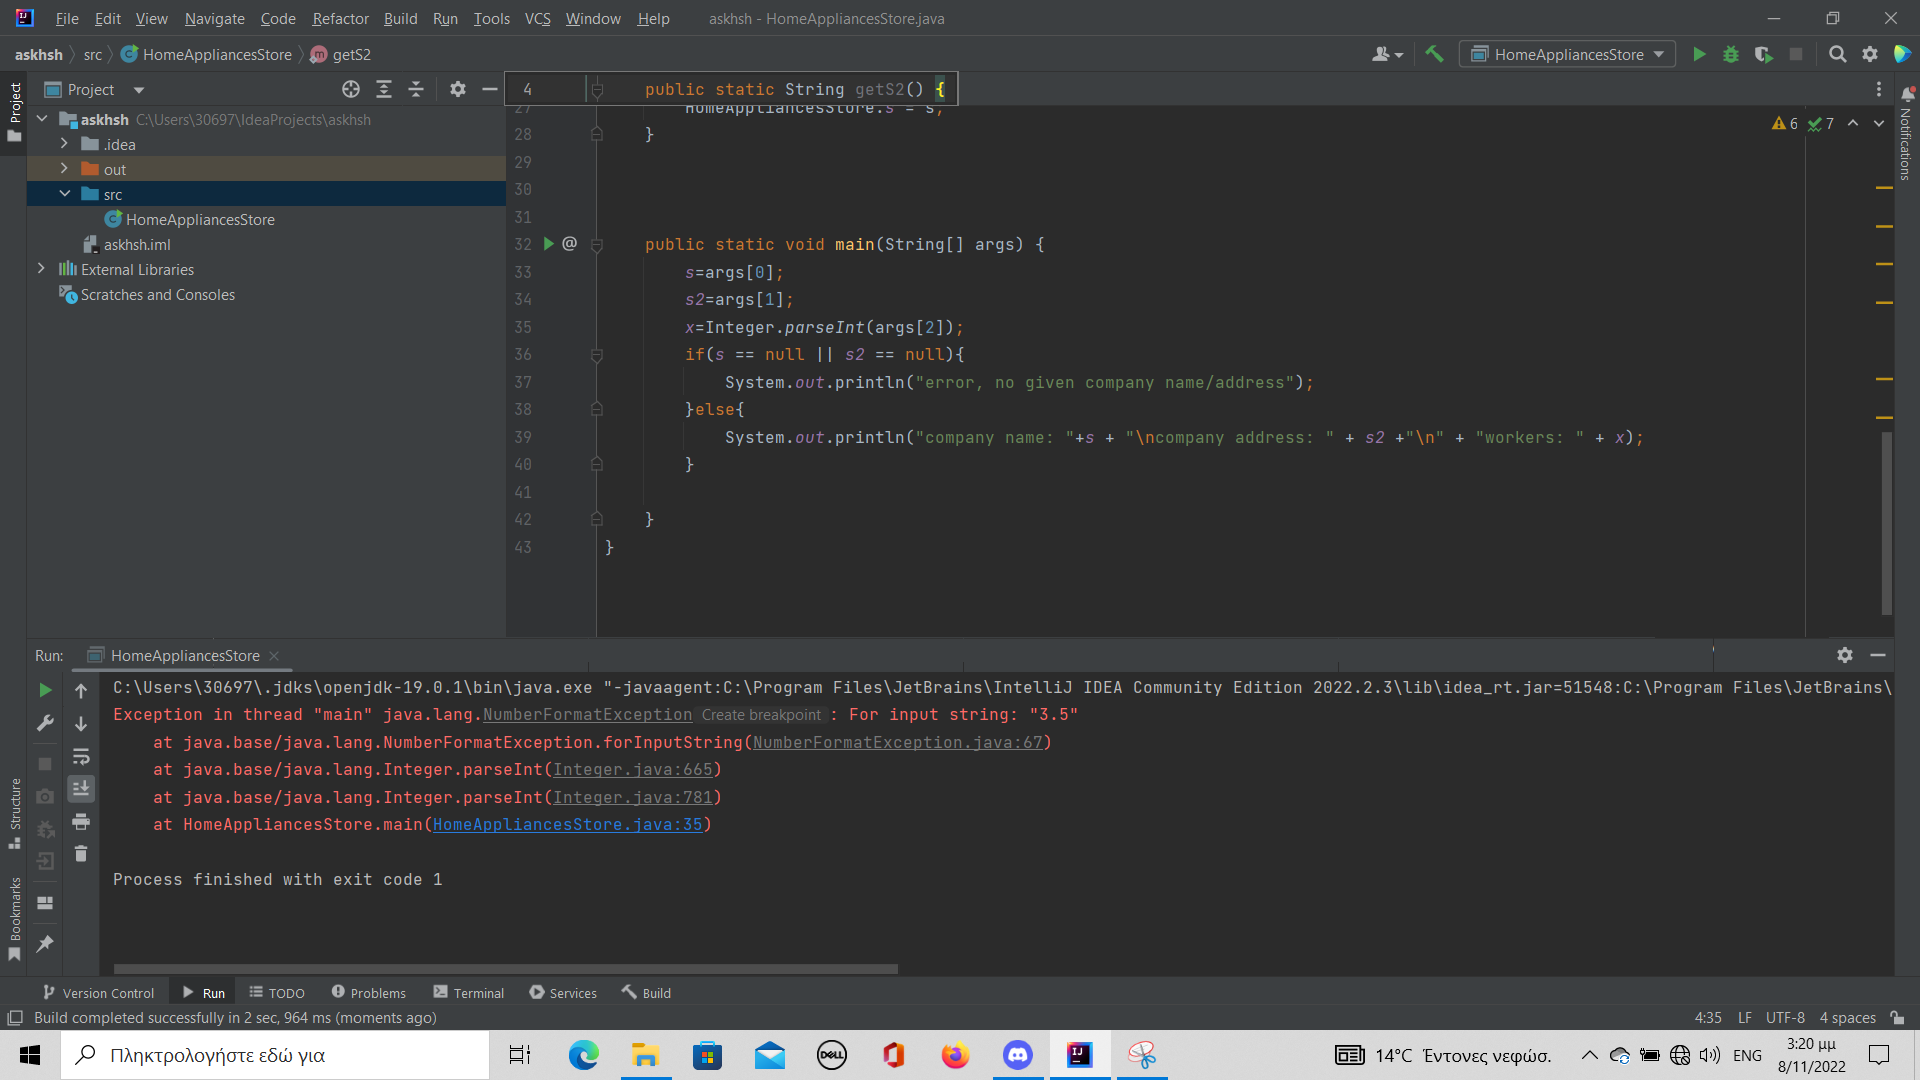 File Edit View Navigate Code Refactor Build Run Tools VCS Window Help askhsh - HomeAppliancesStore.java
askhsh src HomeAppliancesStore getS2 HomeAppliancesStore
Project
Project
askhsh C:\Users\30697\IdeaProjects\askhsh
.idea
out
src
HomeAppliancesStore
askhsh.iml
External Libraries
Scratches and Consoles
4 public static String getS2() {
27 HomeAppliancesStore.s = s;
28 }
29
30
31
32 @ public static void main(String[] args) {
33 s=args[0];
34 s2=args[1];
35 x=Integer.parseInt(args[2]);
36 if(s == null || s2 == null){
37 System.out.println("error, no given company name/address");
38 }else{
39 System.out.println("company name: "+s + "\ncompany address: " + s2 +"\n" + "workers: " + x);
40 }
41
42 }
43 }
6 7
Notifications
Run: HomeAppliancesStore
C:\Users\30697\.jdks\openjdk-19.0.1\bin\java.exe "-javaagent:C:\Program Files\JetBrains\IntelliJ IDEA Community Edition 2022.2.3\lib\idea_rt.jar=51548:C:\Program Files\JetBrains\
Exception in thread "main" java.lang.NumberFormatException Create breakpoint : For input string: "3.5"
at java.base/java.lang.NumberFormatException.forInputString(NumberFormatException.java:67)
at java.base/java.lang.Integer.parseInt(Integer.java:665)
at java.base/java.lang.Integer.parseInt(Integer.java:781)
at HomeAppliancesStore.main(HomeAppliancesStore.java:35)
Process finished with exit code 1
Structure
Bookmarks
Version Control Run TODO Problems Terminal Services Build
Build completed successfully in 2 sec, 964 ms (moments ago) 4:35 LF UTF-8 4 spaces
Πληκτρολογήστε εδώ για
DELL
IJ
14°C Έντονες νεφώσ. ENG
3:20 μμ
8/11/2022